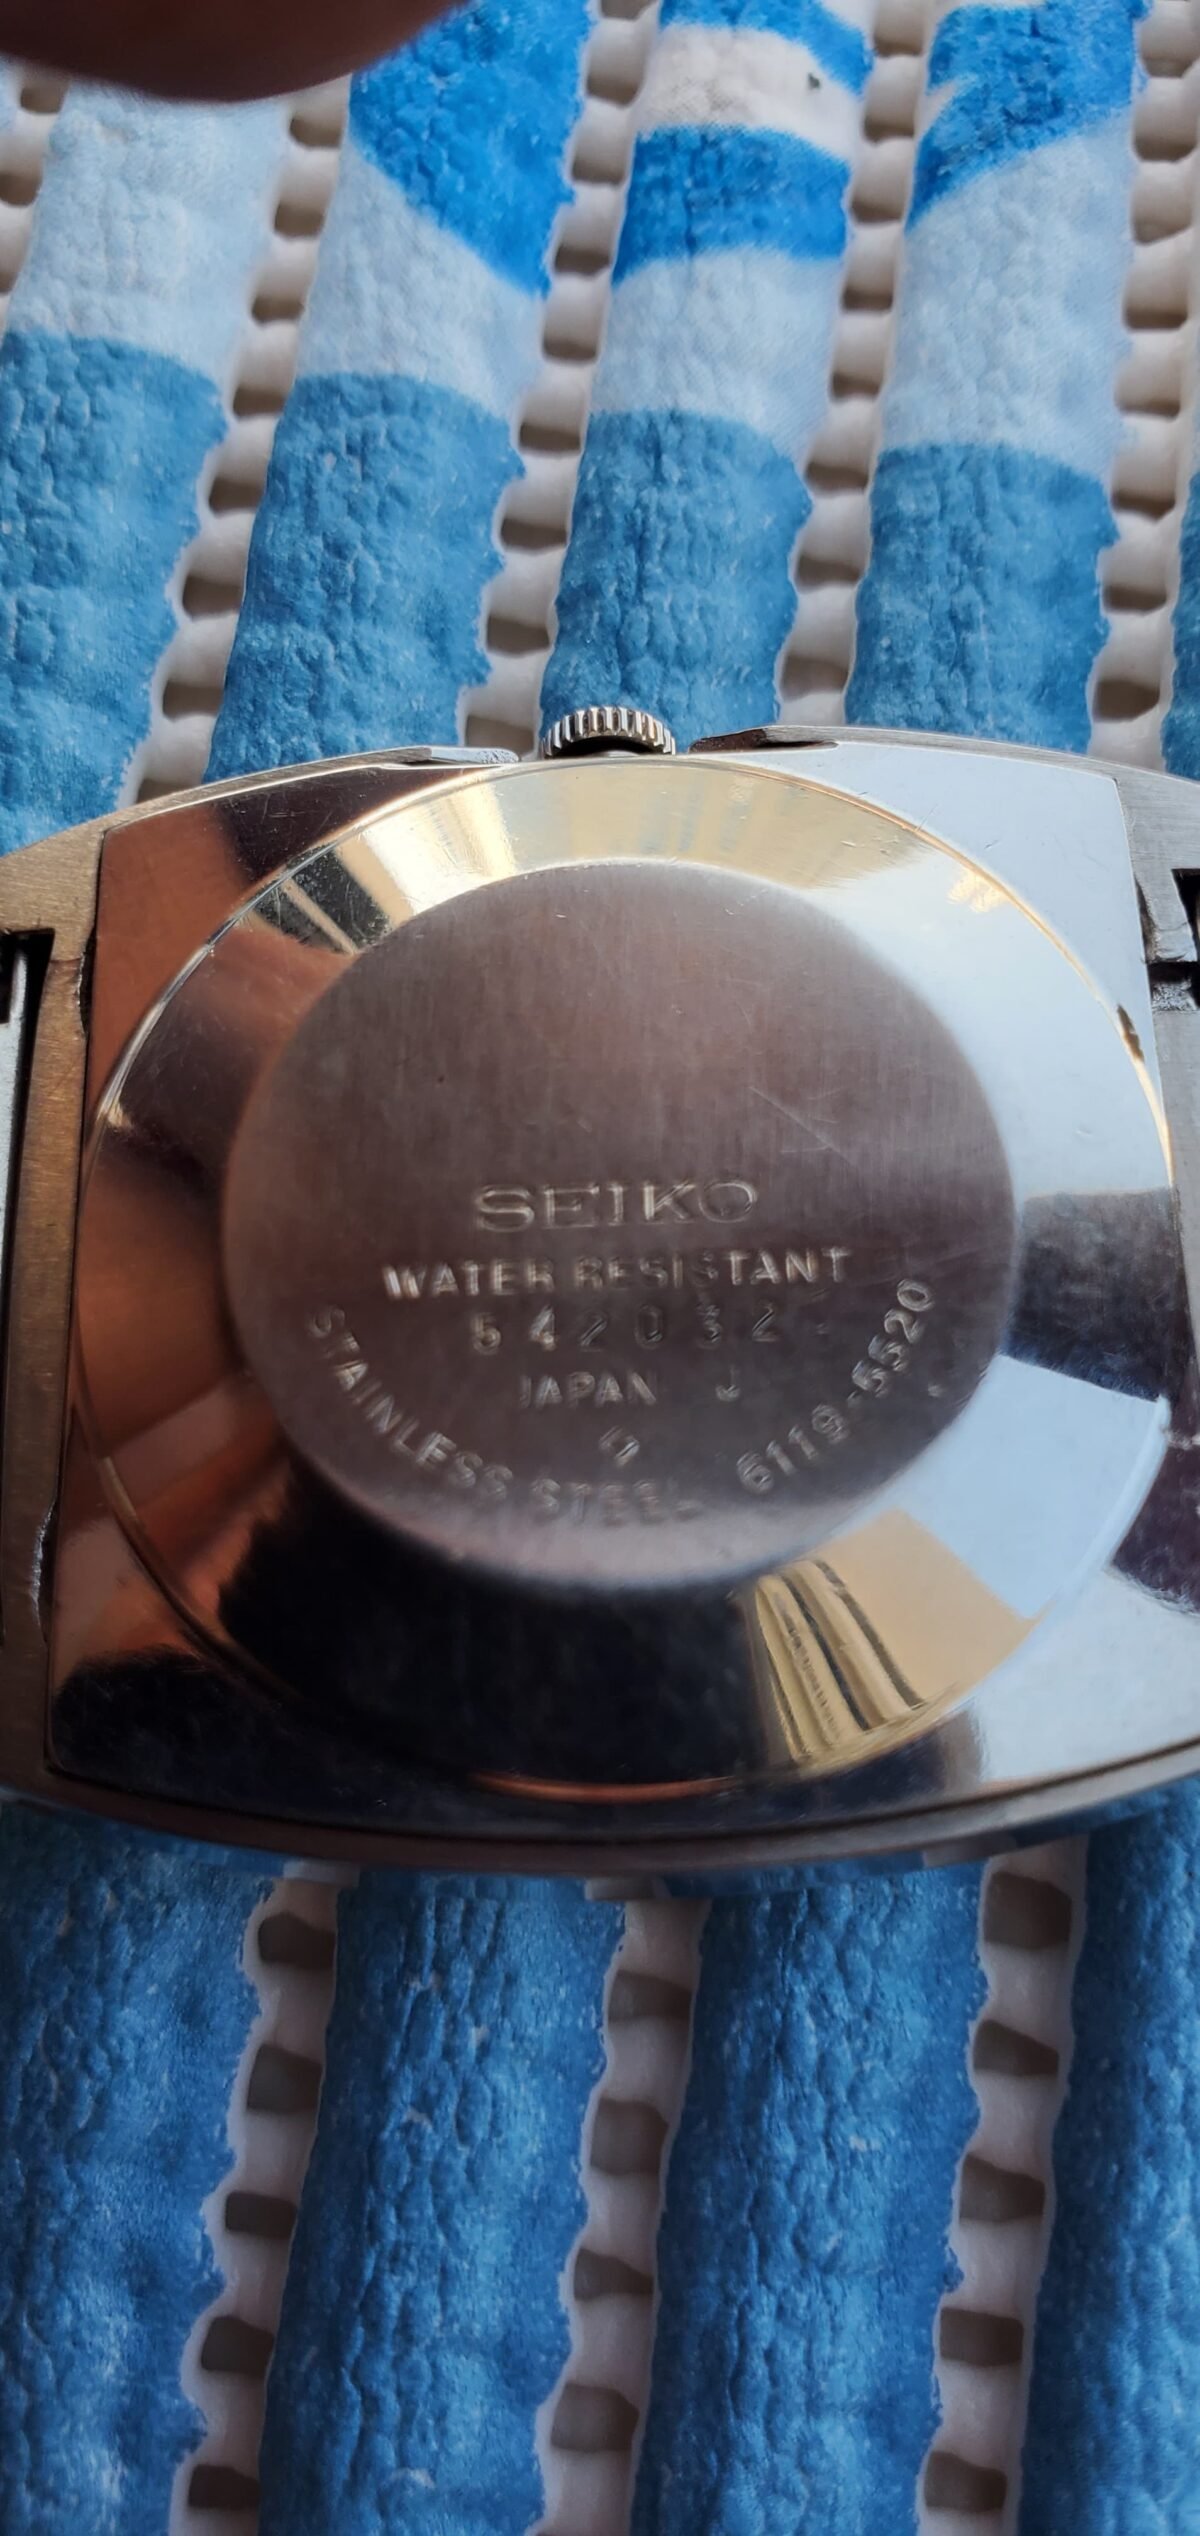 SEIKO
WATER RESISTANT
542032
JAPAN J
STAINLESS STEEL 6119-5520